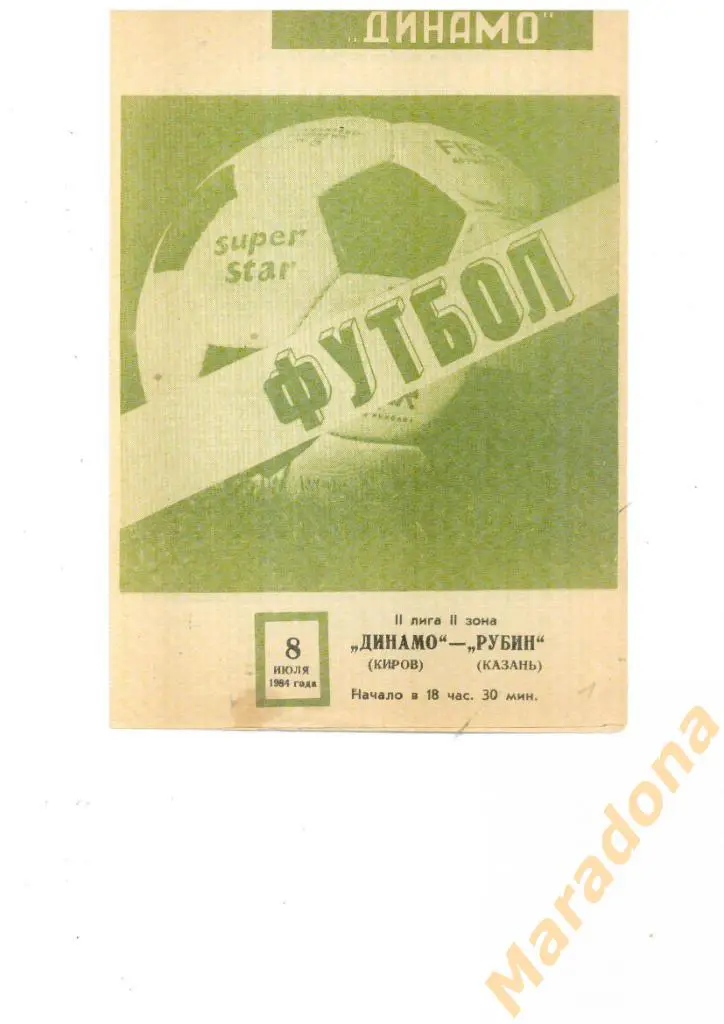 „ДИНАМО“
super
star
ФУТБОЛ
8
ИЮЛЯ
1984 года
II лига II зона
„ДИНАМО“—„РУБИН“
(КИРОВ) (КАЗАНЬ)
Начало в 18 час. 30 мин.
Maradona